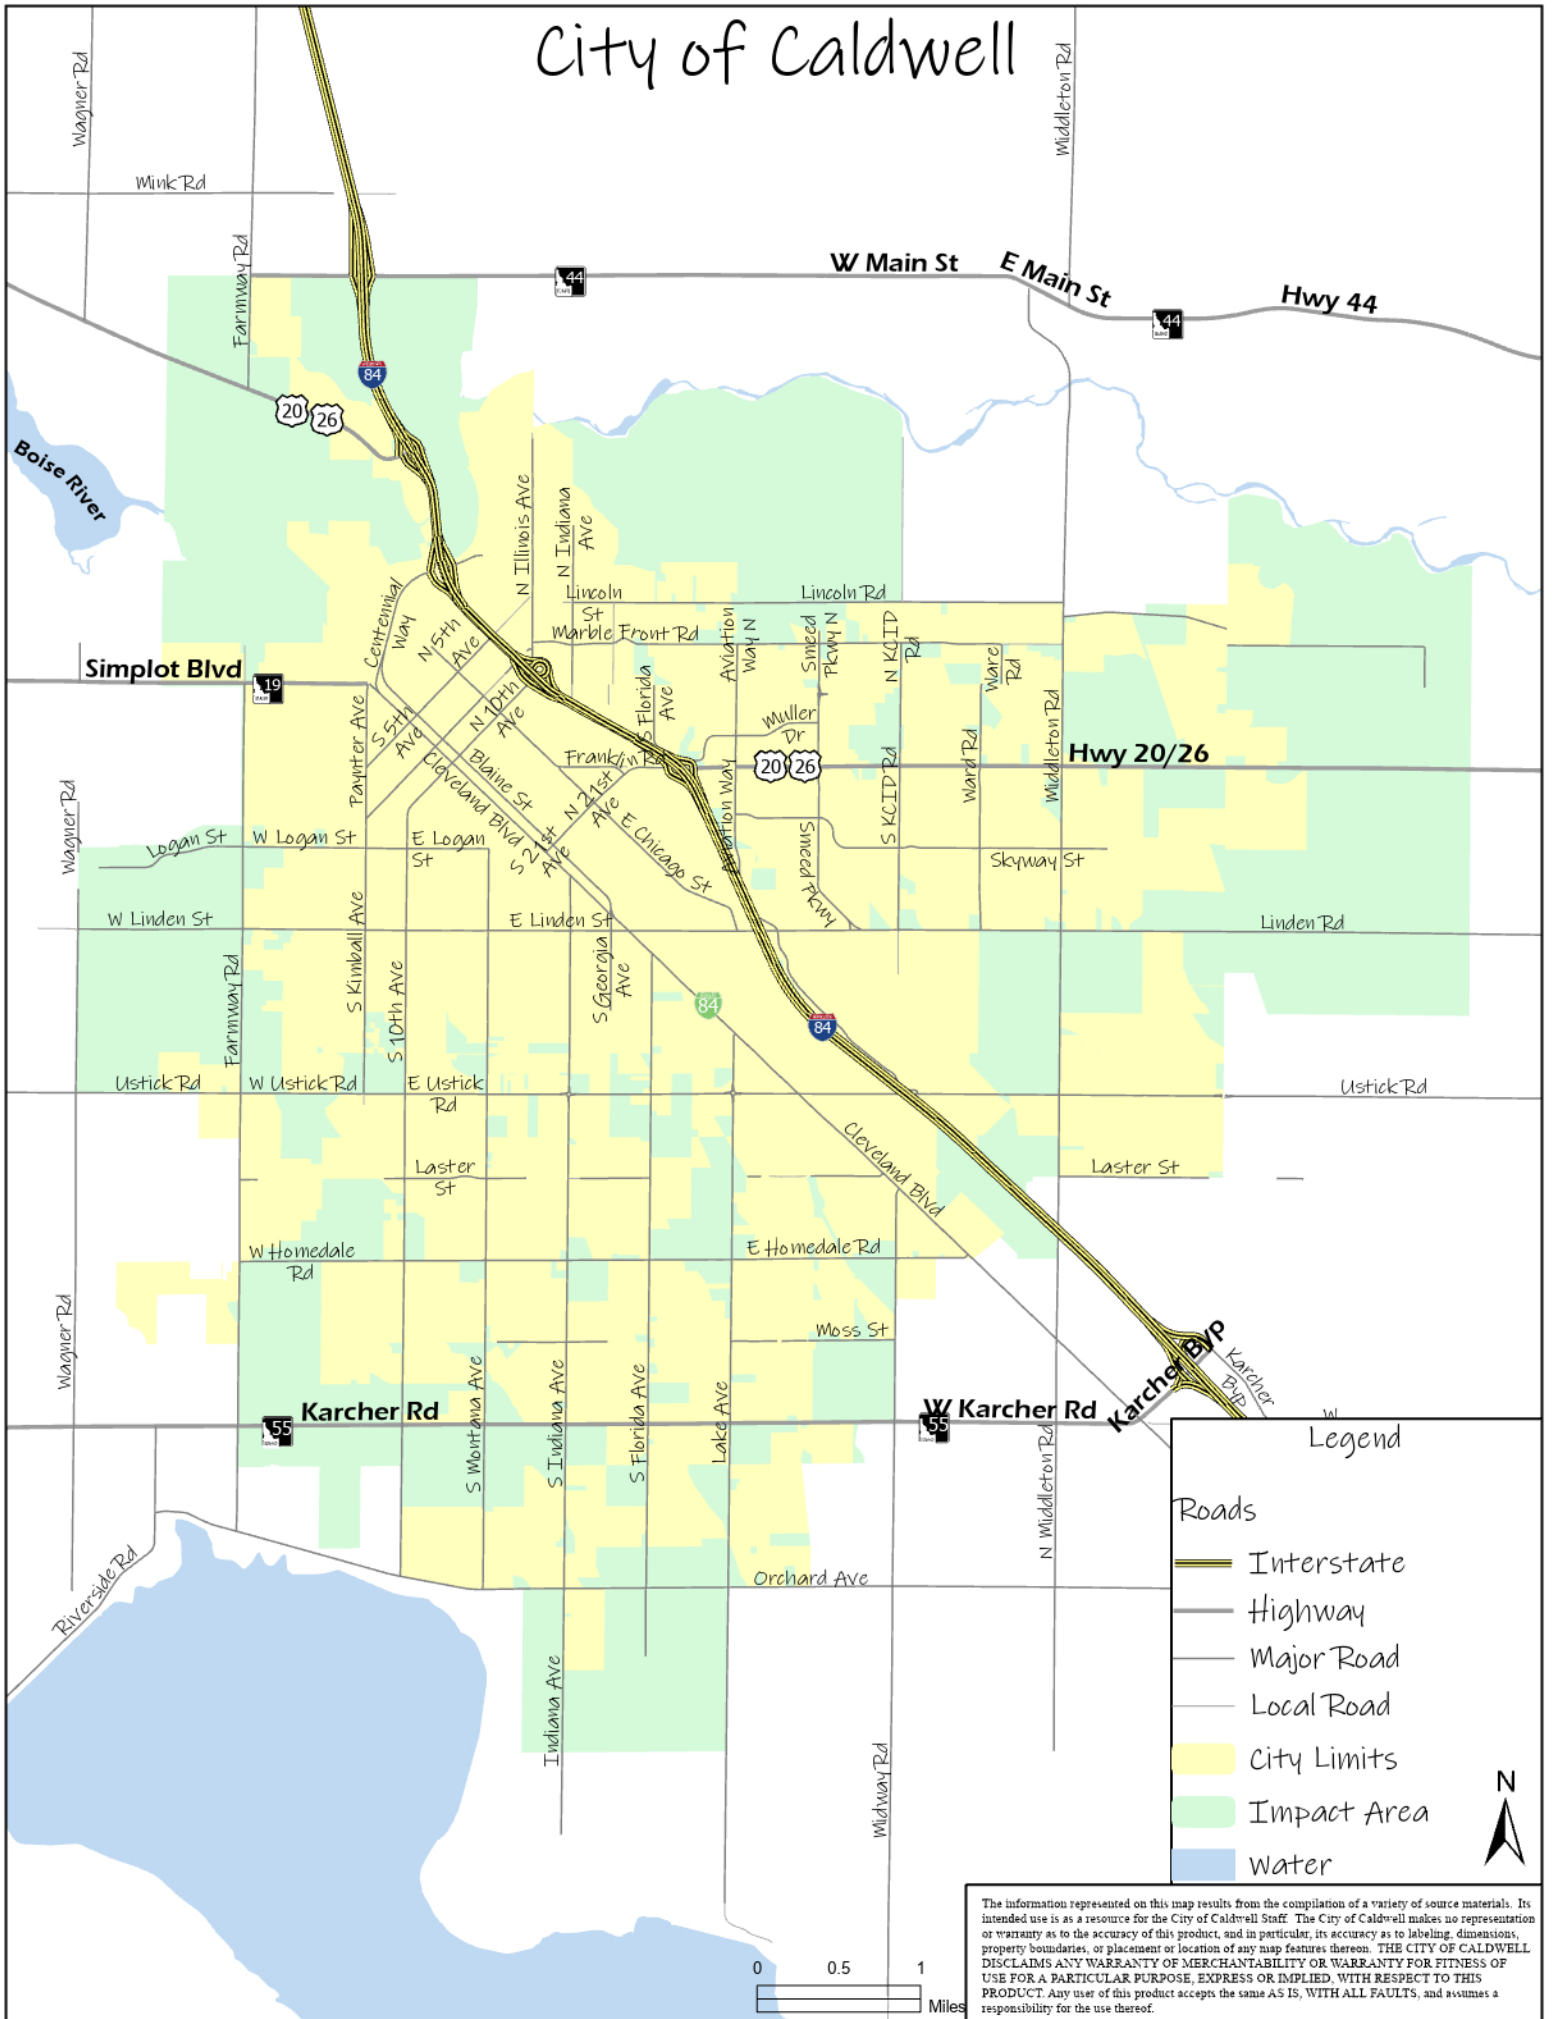 City of Caldwell
Wagner Rd
Middleton Rd
Mink Rd
Farmway Rd
44
W Main St
E Main St
Hwy 44
44
84
20
26
Boise River
N Illinois Ave
N Indiana
Ave
Centennial
Way
N 5th
Ave
Lincoln
St
Lincoln Rd
Marble Front Rd
Aviation
Way N
Smeed
Pkwy N
N KCID
Rd
Ware
Rd
Simplot Blvd
19
Paynter Ave
S 5th
Ave
N 10th
Ave
S Florida
Ave
Muller
Dr
Middleton Rd
Franklin Rd
20
26
Hwy 20/26
Blaine St
Cleveland Blvd
N 21st
Ave
S 21st
Ave
E Chicago St
Aviation Way
S KCID Rd
Ward Rd
Wagner Rd
Logan St
W Logan St
E Logan
St
Smeed
Pkwy
Skyway St
W Linden St
E Linden St
Linden Rd
Farmway Rd
S Kimball Ave
S 10th Ave
S Georgia
Ave
84
84
Ustick Rd
W Ustick Rd
E Ustick
Rd
Ustick Rd
Cleveland Blvd
Laster
St
Laster St
W Homedale
Rd
E Homedale Rd
Wagner Rd
Moss St
Karcher Byp
Karcher
Byp
55
Karcher Rd
S Montana Ave
S Indiana Ave
S Florida Ave
Lake Ave
W Karcher Rd
55
W
N Middleton Rd
Riverside Rd
Orchard Ave
Indiana Ave
Midway Rd
Legend
Roads
Interstate
Highway
Major Road
Local Road
City Limits
Impact Area
Water
N
0
0.5
1
Miles
The information represented on this map results from the compilation of a variety of source materials. Its
intended use is as a resource for the City of Caldwell Staff. The City of Caldwell makes no representation
or warranty as to the accuracy of this product, and in particular, its accuracy as to labeling, dimensions,
property boundaries, or placement or location of any map features thereon. THE CITY OF CALDWELL
DISCLAIMS ANY WARRANTY OF MERCHANTABILITY OR WARRANTY FOR FITNESS OF
USE FOR A PARTICULAR PURPOSE, EXPRESS OR IMPLIED, WITH RESPECT TO THIS
PRODUCT. Any user of this product accepts the same AS IS, WITH ALL FAULTS, and assumes a
responsibility for the use thereof.